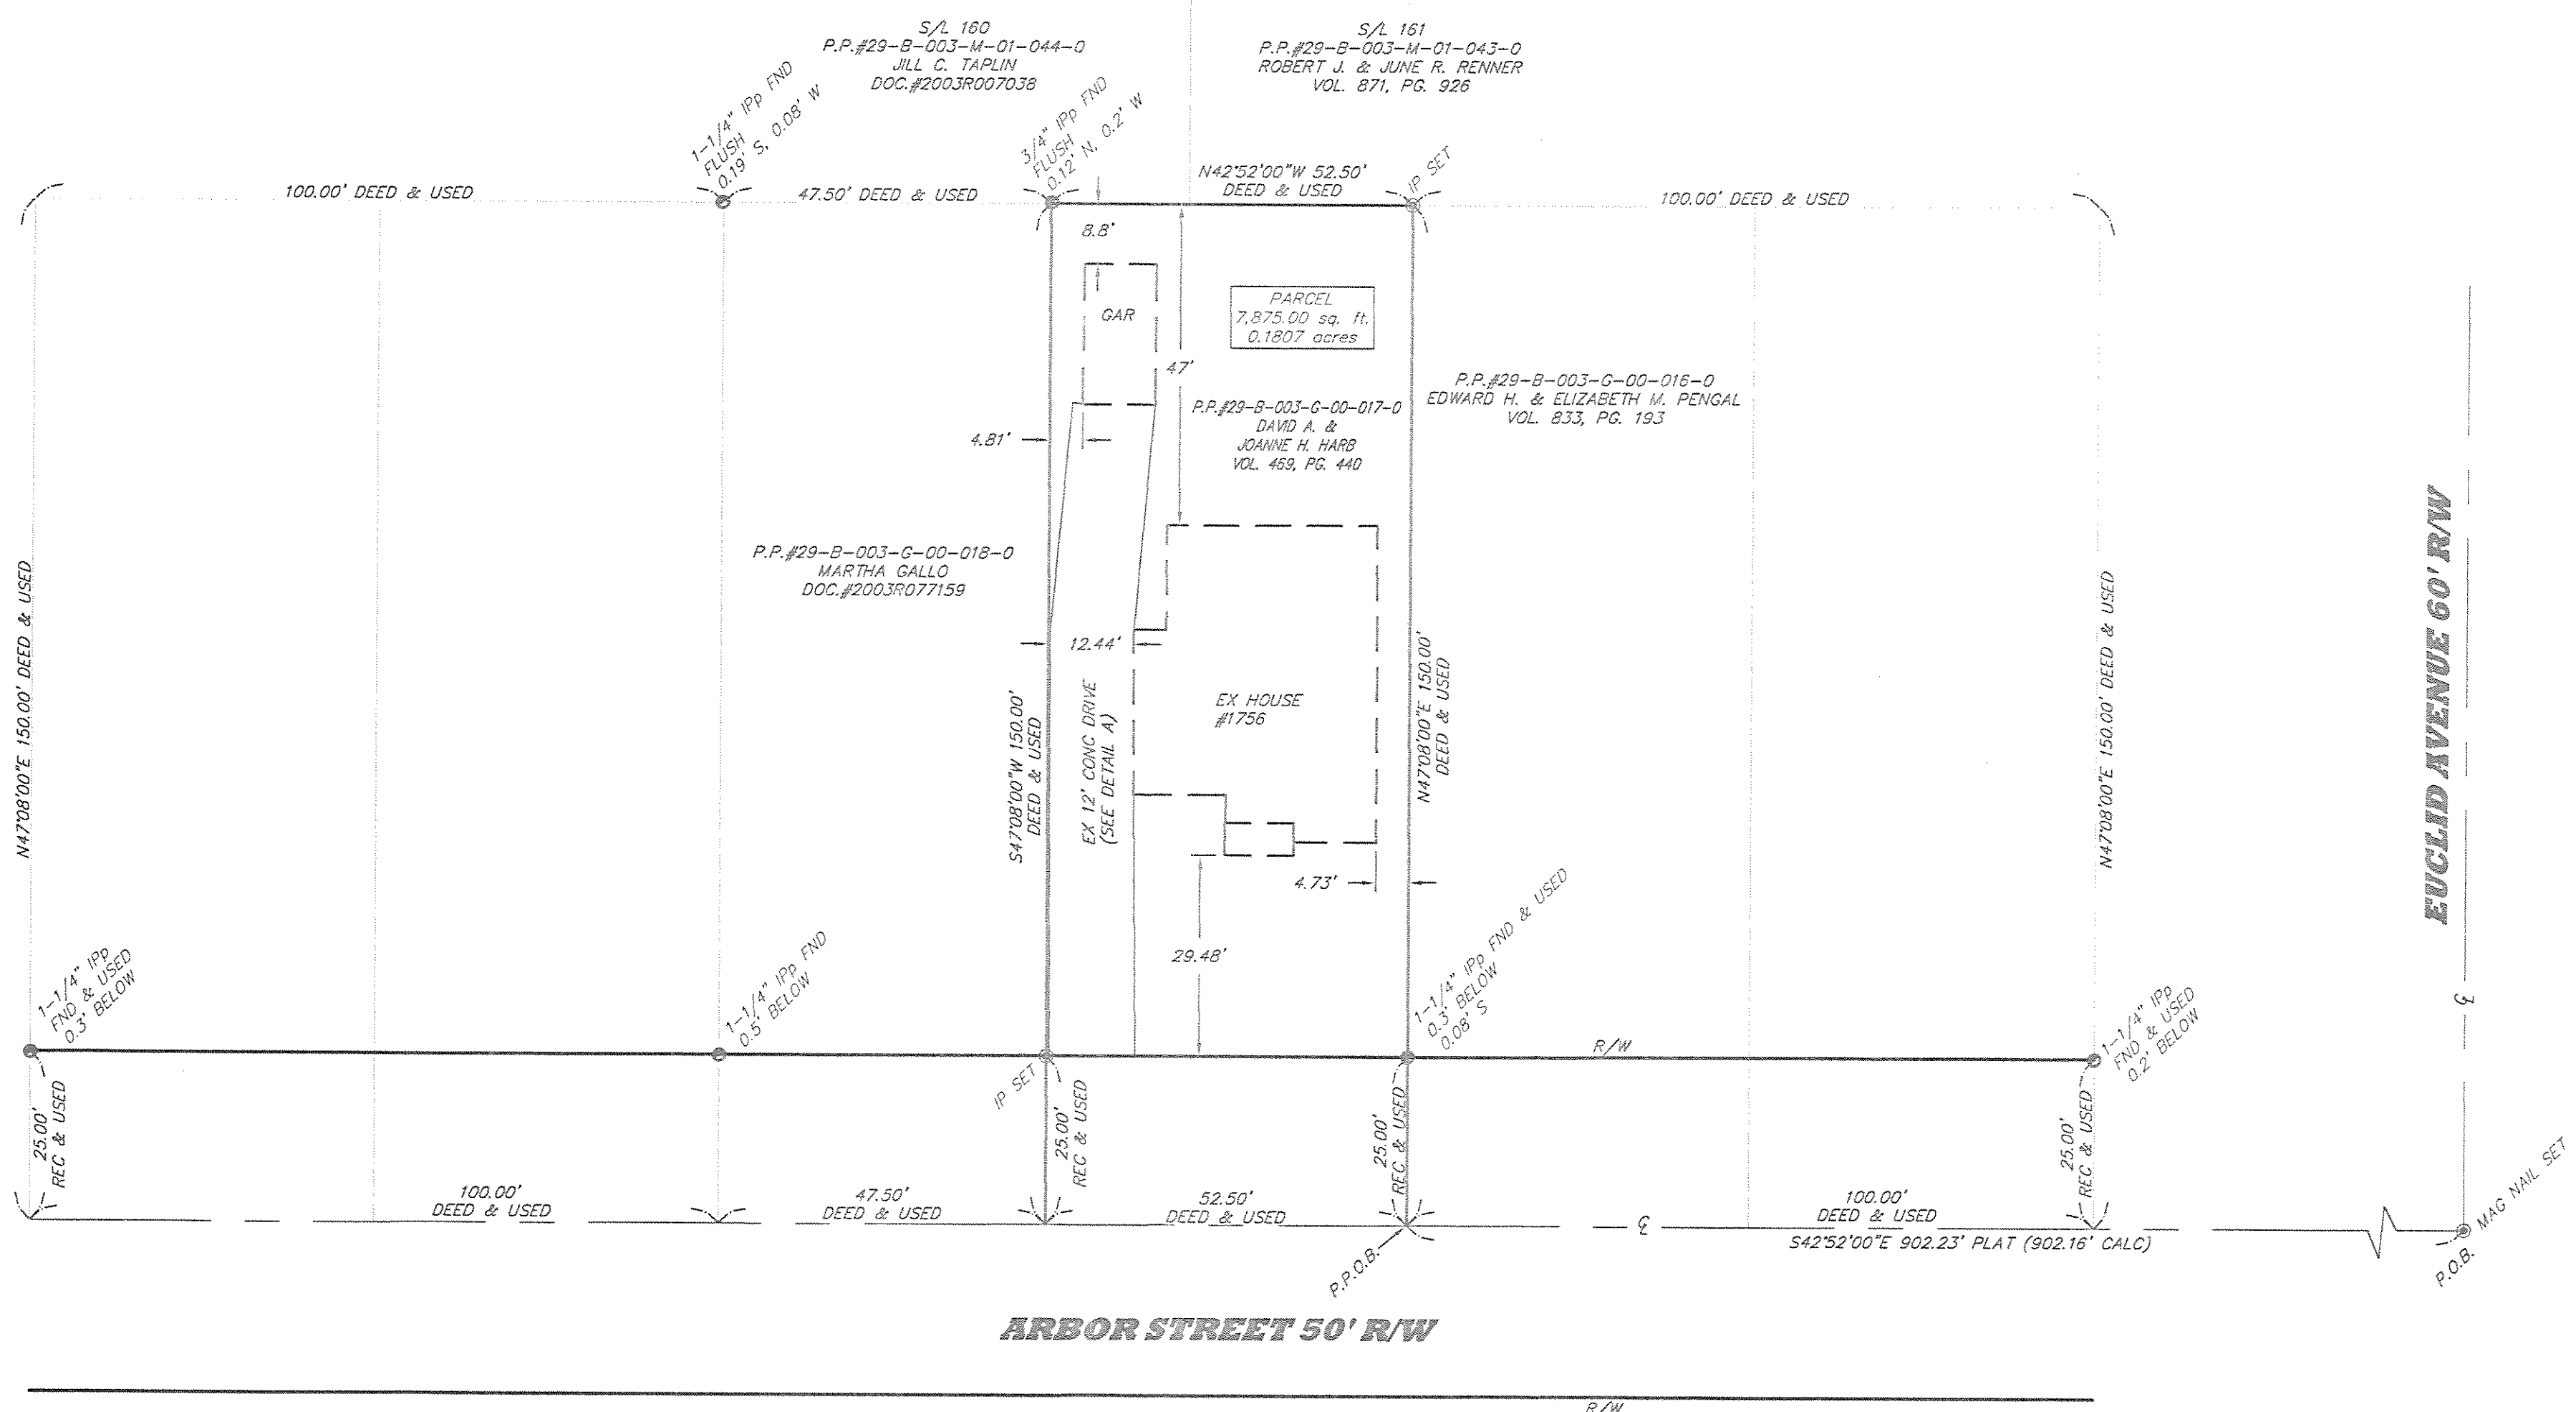 S/L 160
P.P.#29-B-003-M-01-044-0
JILL C. TAPLIN
DOC.#2003R007038
S/L 161
P.P.#29-B-003-M-01-043-0
ROBERT J. & JUNE R. RENNER
VOL. 871, PG. 926
1-1/4" IPp FND
FLUSH
0.19' S, 0.08' W
3/4" IPp FND
FLUSH
0.12' N, 0.2' W
N42°52'00"W 52.50'
DEED & USED
IP SET
100.00' DEED & USED
47.50' DEED & USED
100.00' DEED & USED
8.8'
GAR
PARCEL
7,875.00 sq. ft.
0.1807 acres
47'
4.81'
P.P.#29-B-003-G-00-017-0
DAVID A. &
JOANNE H. HARB
VOL. 469, PG. 440
P.P.#29-B-003-G-00-016-0
EDWARD H. & ELIZABETH M. PENGAL
VOL. 833, PG. 193
P.P.#29-B-003-G-00-018-0
MARTHA GALLO
DOC.#2003R077159
N47°08'00"E 150.00' DEED & USED
12.44'
S47°08'00"W 150.00'
DEED & USED
EX 12' CONC DRIVE
(SEE DETAIL A)
EX HOUSE
#1756
N47°08'00"E 150.00'
DEED & USED
N47°08'00"E 150.00' DEED & USED
EUCLID AVENUE 60' R/W
4.73'
29.48'
1-1/4" IPp
FND & USED
0.3' BELOW
1-1/4" IPp FND
0.5' BELOW
1-1/4" IPp FND & USED
0.3' BELOW
0.08' S
1-1/4" IPp
FND & USED
0.2' BELOW
R/W
IP SET
25.00'
REC & USED
25.00'
REC & USED
25.00'
REC & USED
25.00'
REC & USED
100.00'
DEED & USED
47.50'
DEED & USED
52.50'
DEED & USED
100.00'
DEED & USED
S42°52'00"E 902.23' PLAT (902.16' CALC)
P.P.O.B.
MAG NAIL SET
P.O.B.
ARBOR STREET 50' R/W
R/W